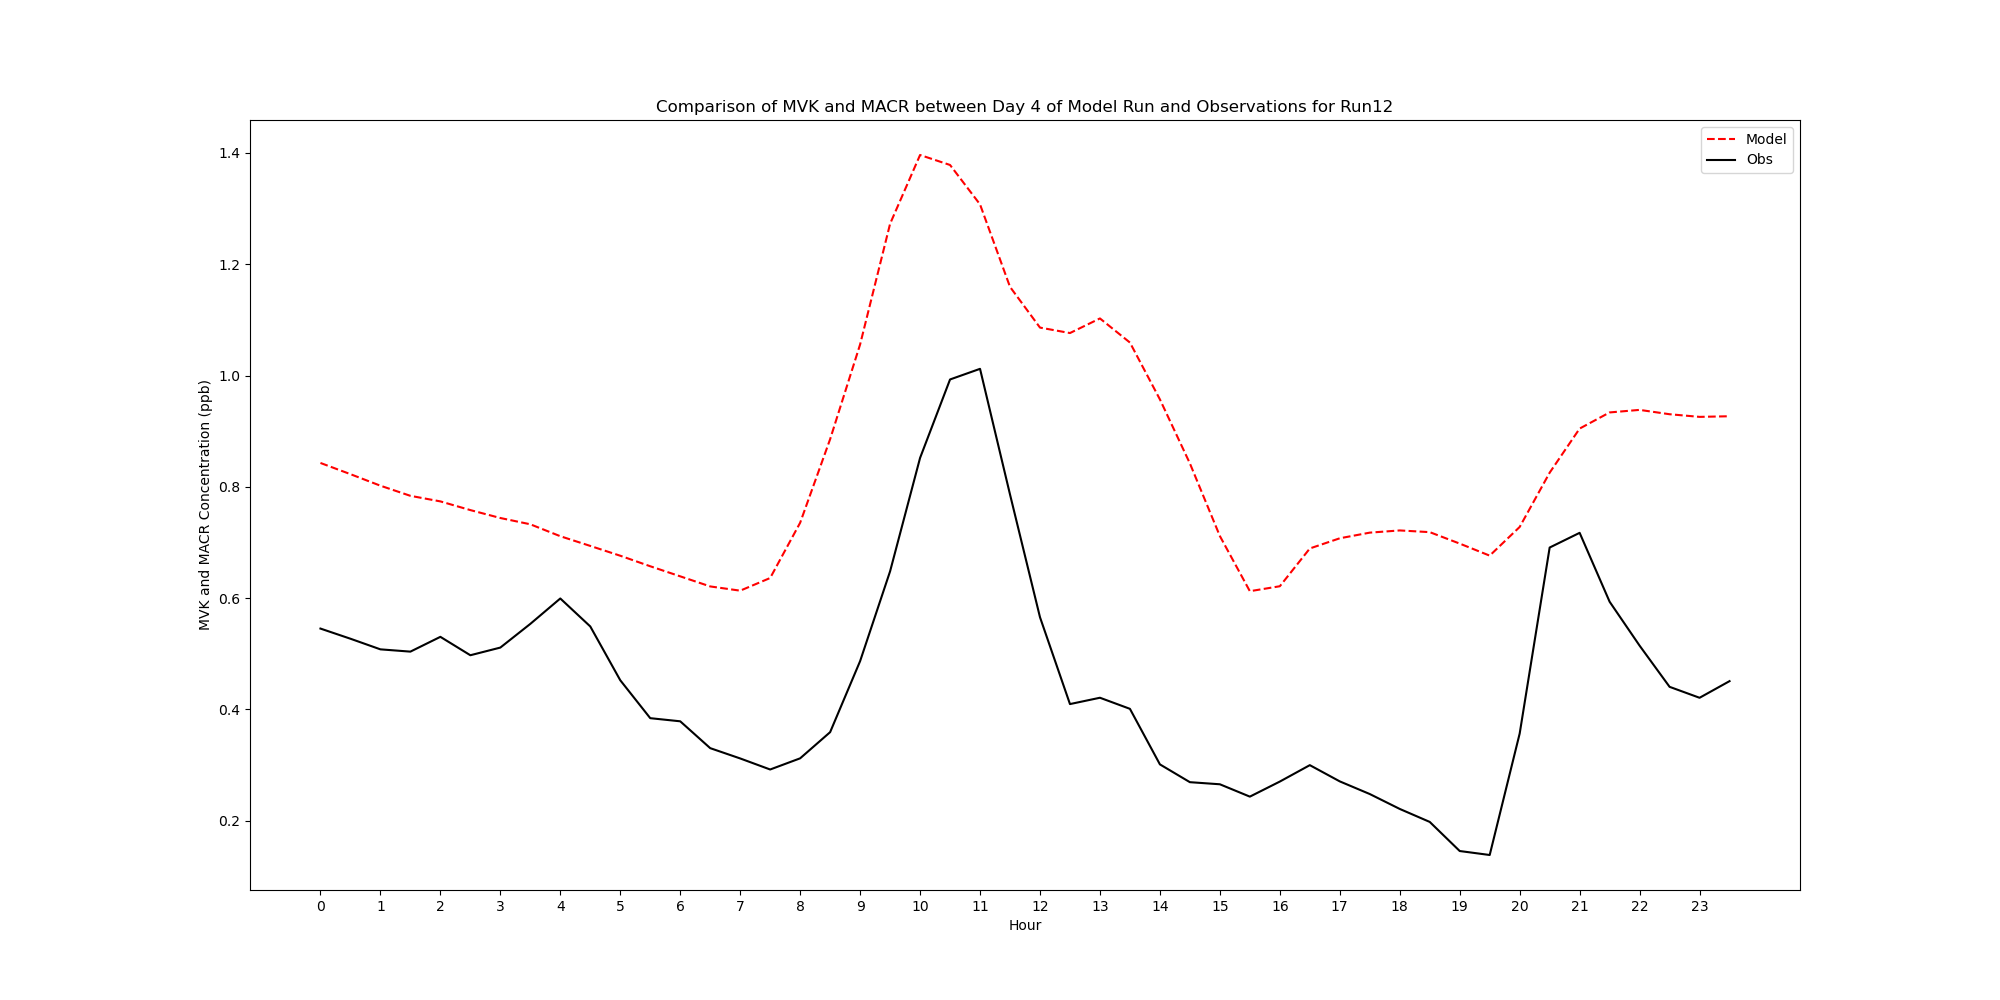 Comparison of MVK and MACR between Day 4 of Model Run and Observations for Run12
Model
Obs
MVK and MACR Concentration (ppb)
1.4
1.2
1.0
0.8
0.6
0.4
0.2
0 1 2 3 4 5 6 7 8 9 10 11 12 13 14 15 16 17 18 19 20 21 22 23
Hour